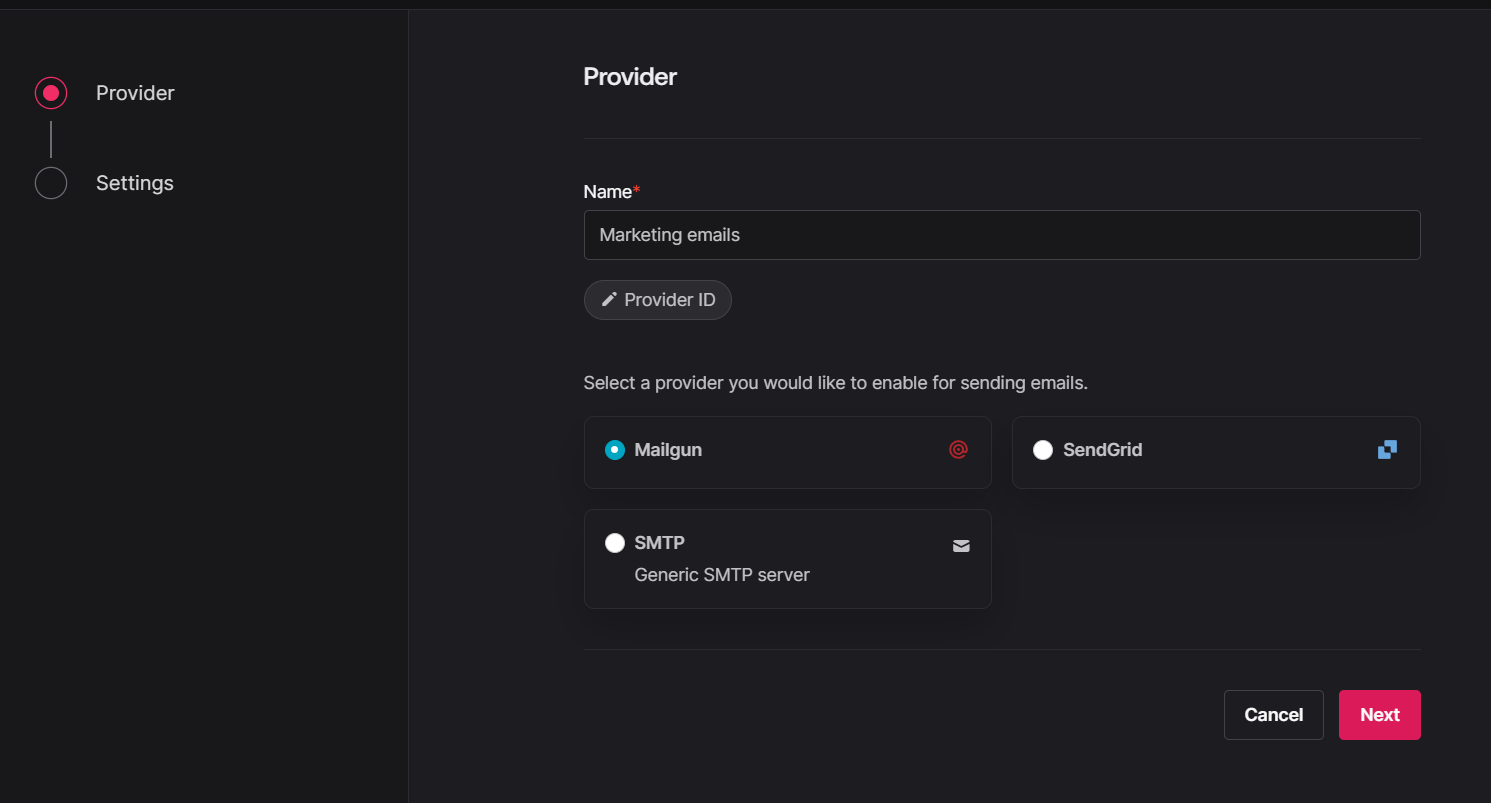 Provider
Settings
Provider
Name*
Marketing emails
Provider ID
Select a provider you would like to enable for sending emails.
Mailgun
SendGrid
SMTP
Generic SMTP server
Cancel
Next